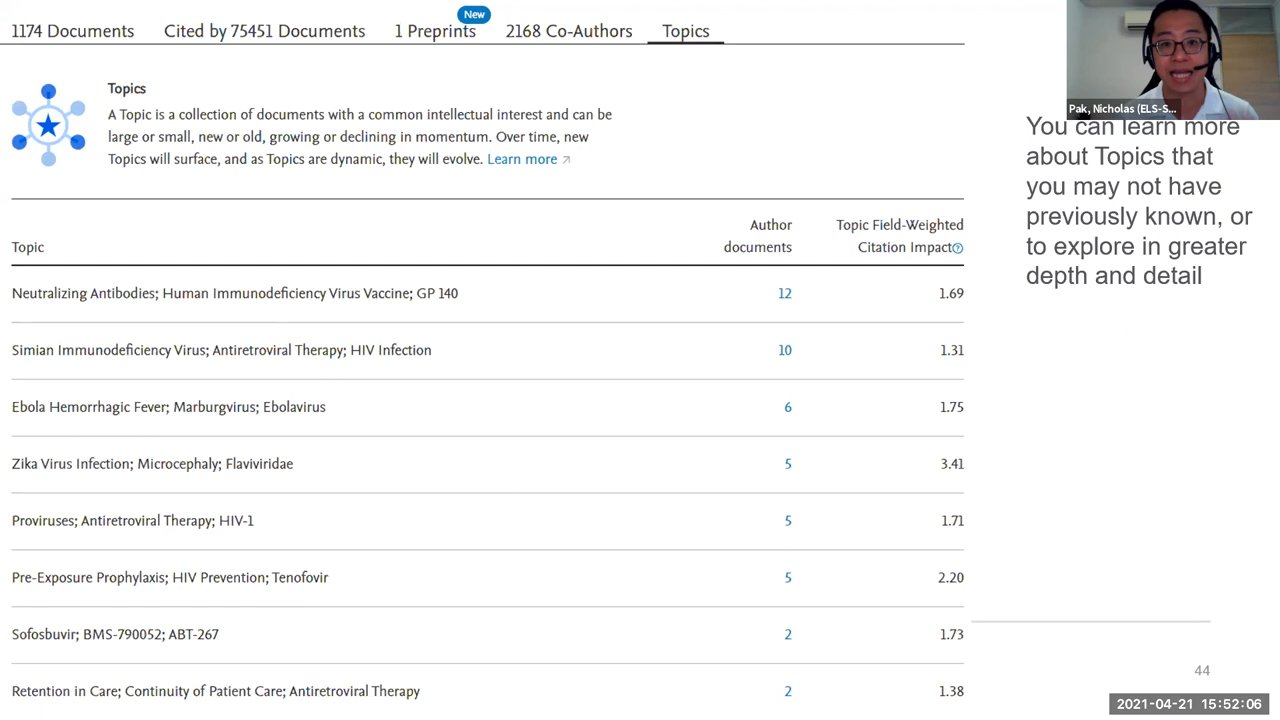 New
1174 Documents Cited by 75451 Documents 1 Preprints 2168 Co-Authors Topics
Topics
A Topic is a collection of documents with a common intellectual interest and can be
large or small, new or old, growing or declining in momentum. Over time, new
Topics will surface, and as Topics are dynamic, they will evolve. Learn more
Topic Author documents Topic Field-Weighted Citation Impact
Neutralizing Antibodies; Human Immunodeficiency Virus Vaccine; GP 140 12 1.69
Simian Immunodeficiency Virus; Antiretroviral Therapy; HIV Infection 10 1.31
Ebola Hemorrhagic Fever; Marburgvirus; Ebolavirus 6 1.75
Zika Virus Infection; Microcephaly; Flaviviridae 5 3.41
Proviruses; Antiretroviral Therapy; HIV-1 5 1.71
Pre-Exposure Prophylaxis; HIV Prevention; Tenofovir 5 2.20
Sofosbuvir; BMS-790052; ABT-267 2 1.73
Retention in Care; Continuity of Patient Care; Antiretroviral Therapy 2 1.38
Pak, Nicholas (ELS-S...
You can learn more
about Topics that
you may not have
previously known, or
to explore in greater
depth and detail
44
2021-04-21 15:52:06